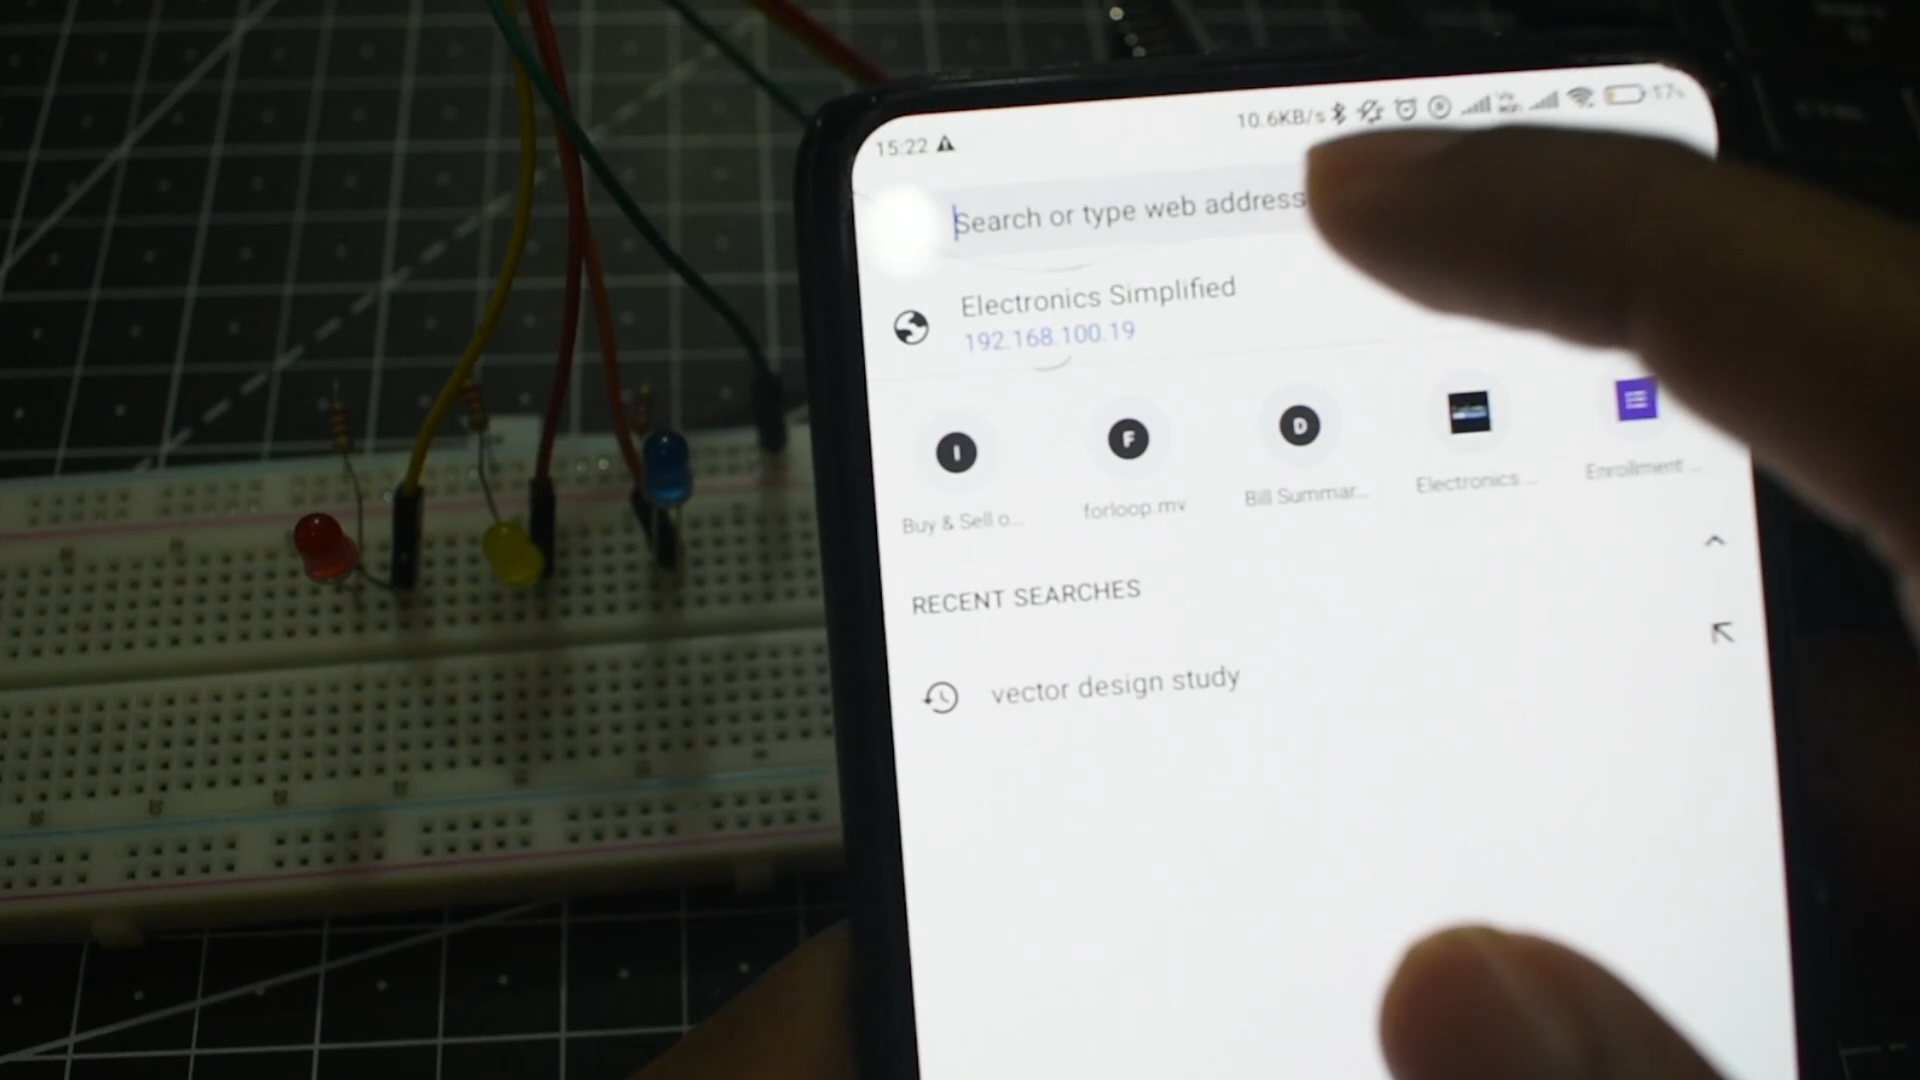 15:22
10.6KB/s
17%
Search or type web address
Electronics Simplified
192.168.100.19
I
F
D
Buy & Sell o...
forloop.mv
Bill Summar...
Electronics ...
Enrollment ...
RECENT SEARCHES
vector design study